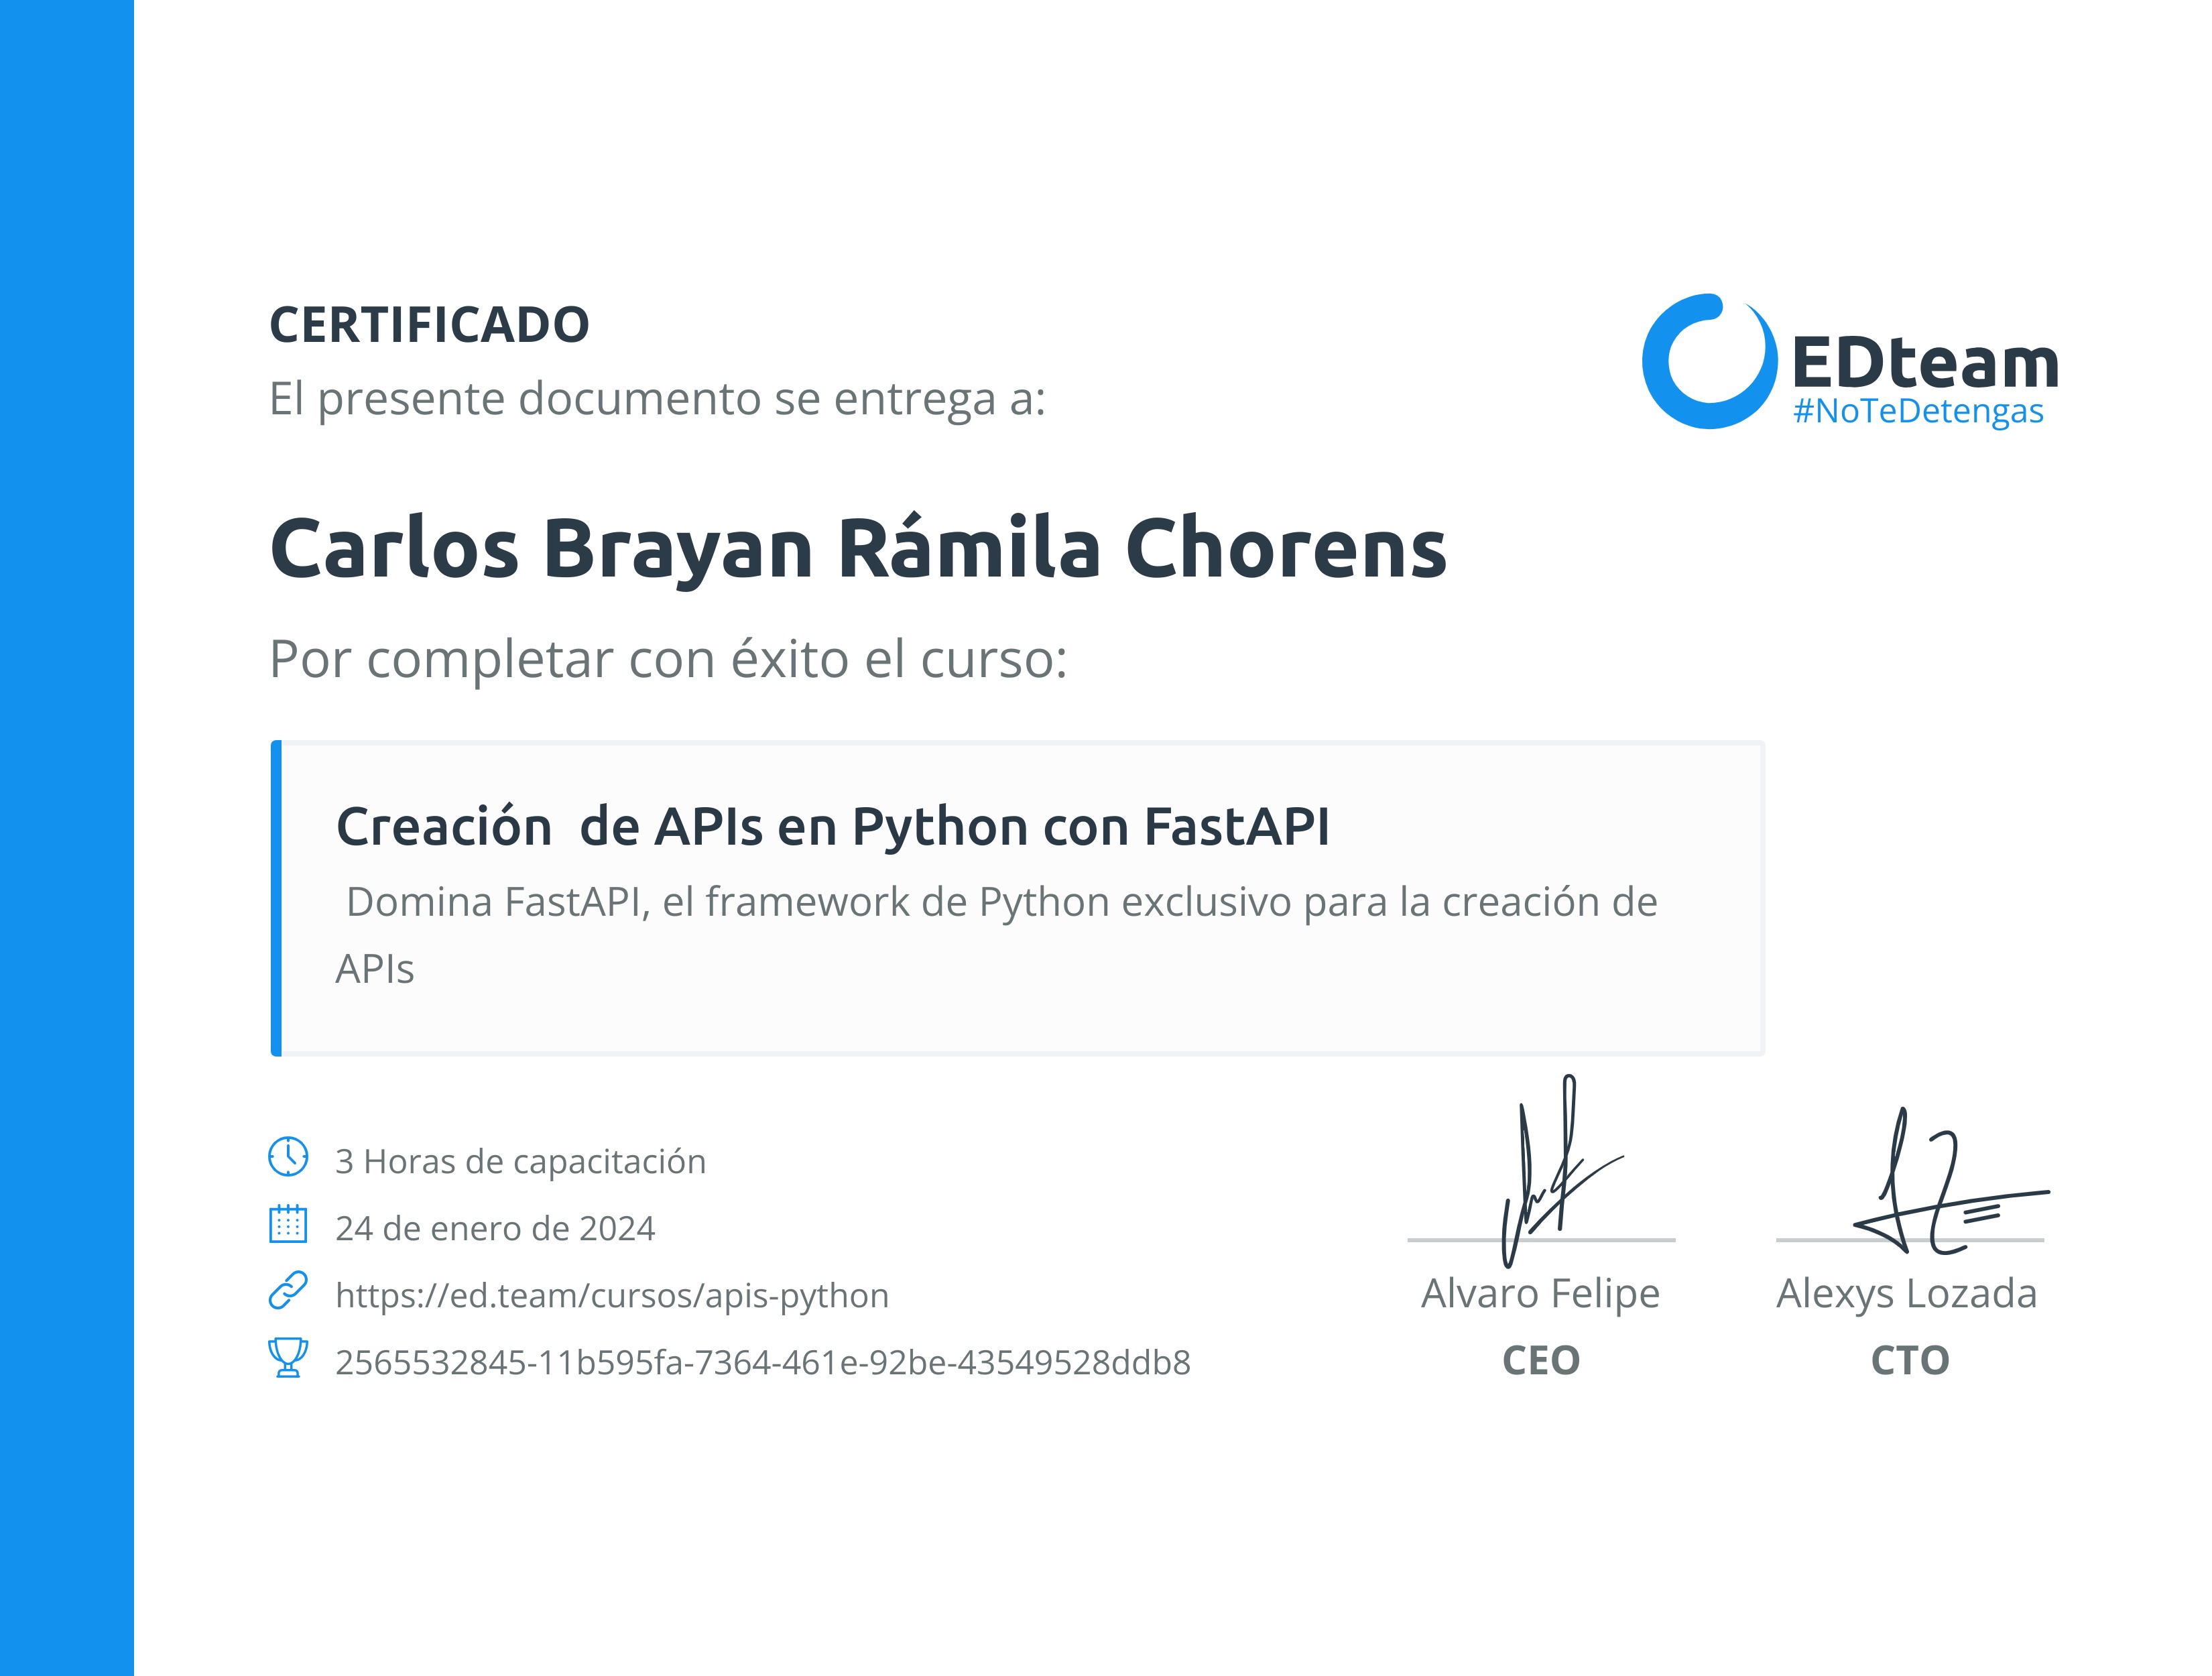 CERTIFICADO
El presente documento se entrega a:
EDteam
#NoTeDetengas
Carlos Brayan Rámila Chorens
Por completar con éxito el curso:
Creación  de APIs en Python con FastAPI
Domina FastAPI, el framework de Python exclusivo para la creación de
APIs
3 Horas de capacitación
24 de enero de 2024
https://ed.team/cursos/apis-python
2565532845-11b595fa-7364-461e-92be-43549528ddb8
Alvaro Felipe
CEO
Alexys Lozada
CTO